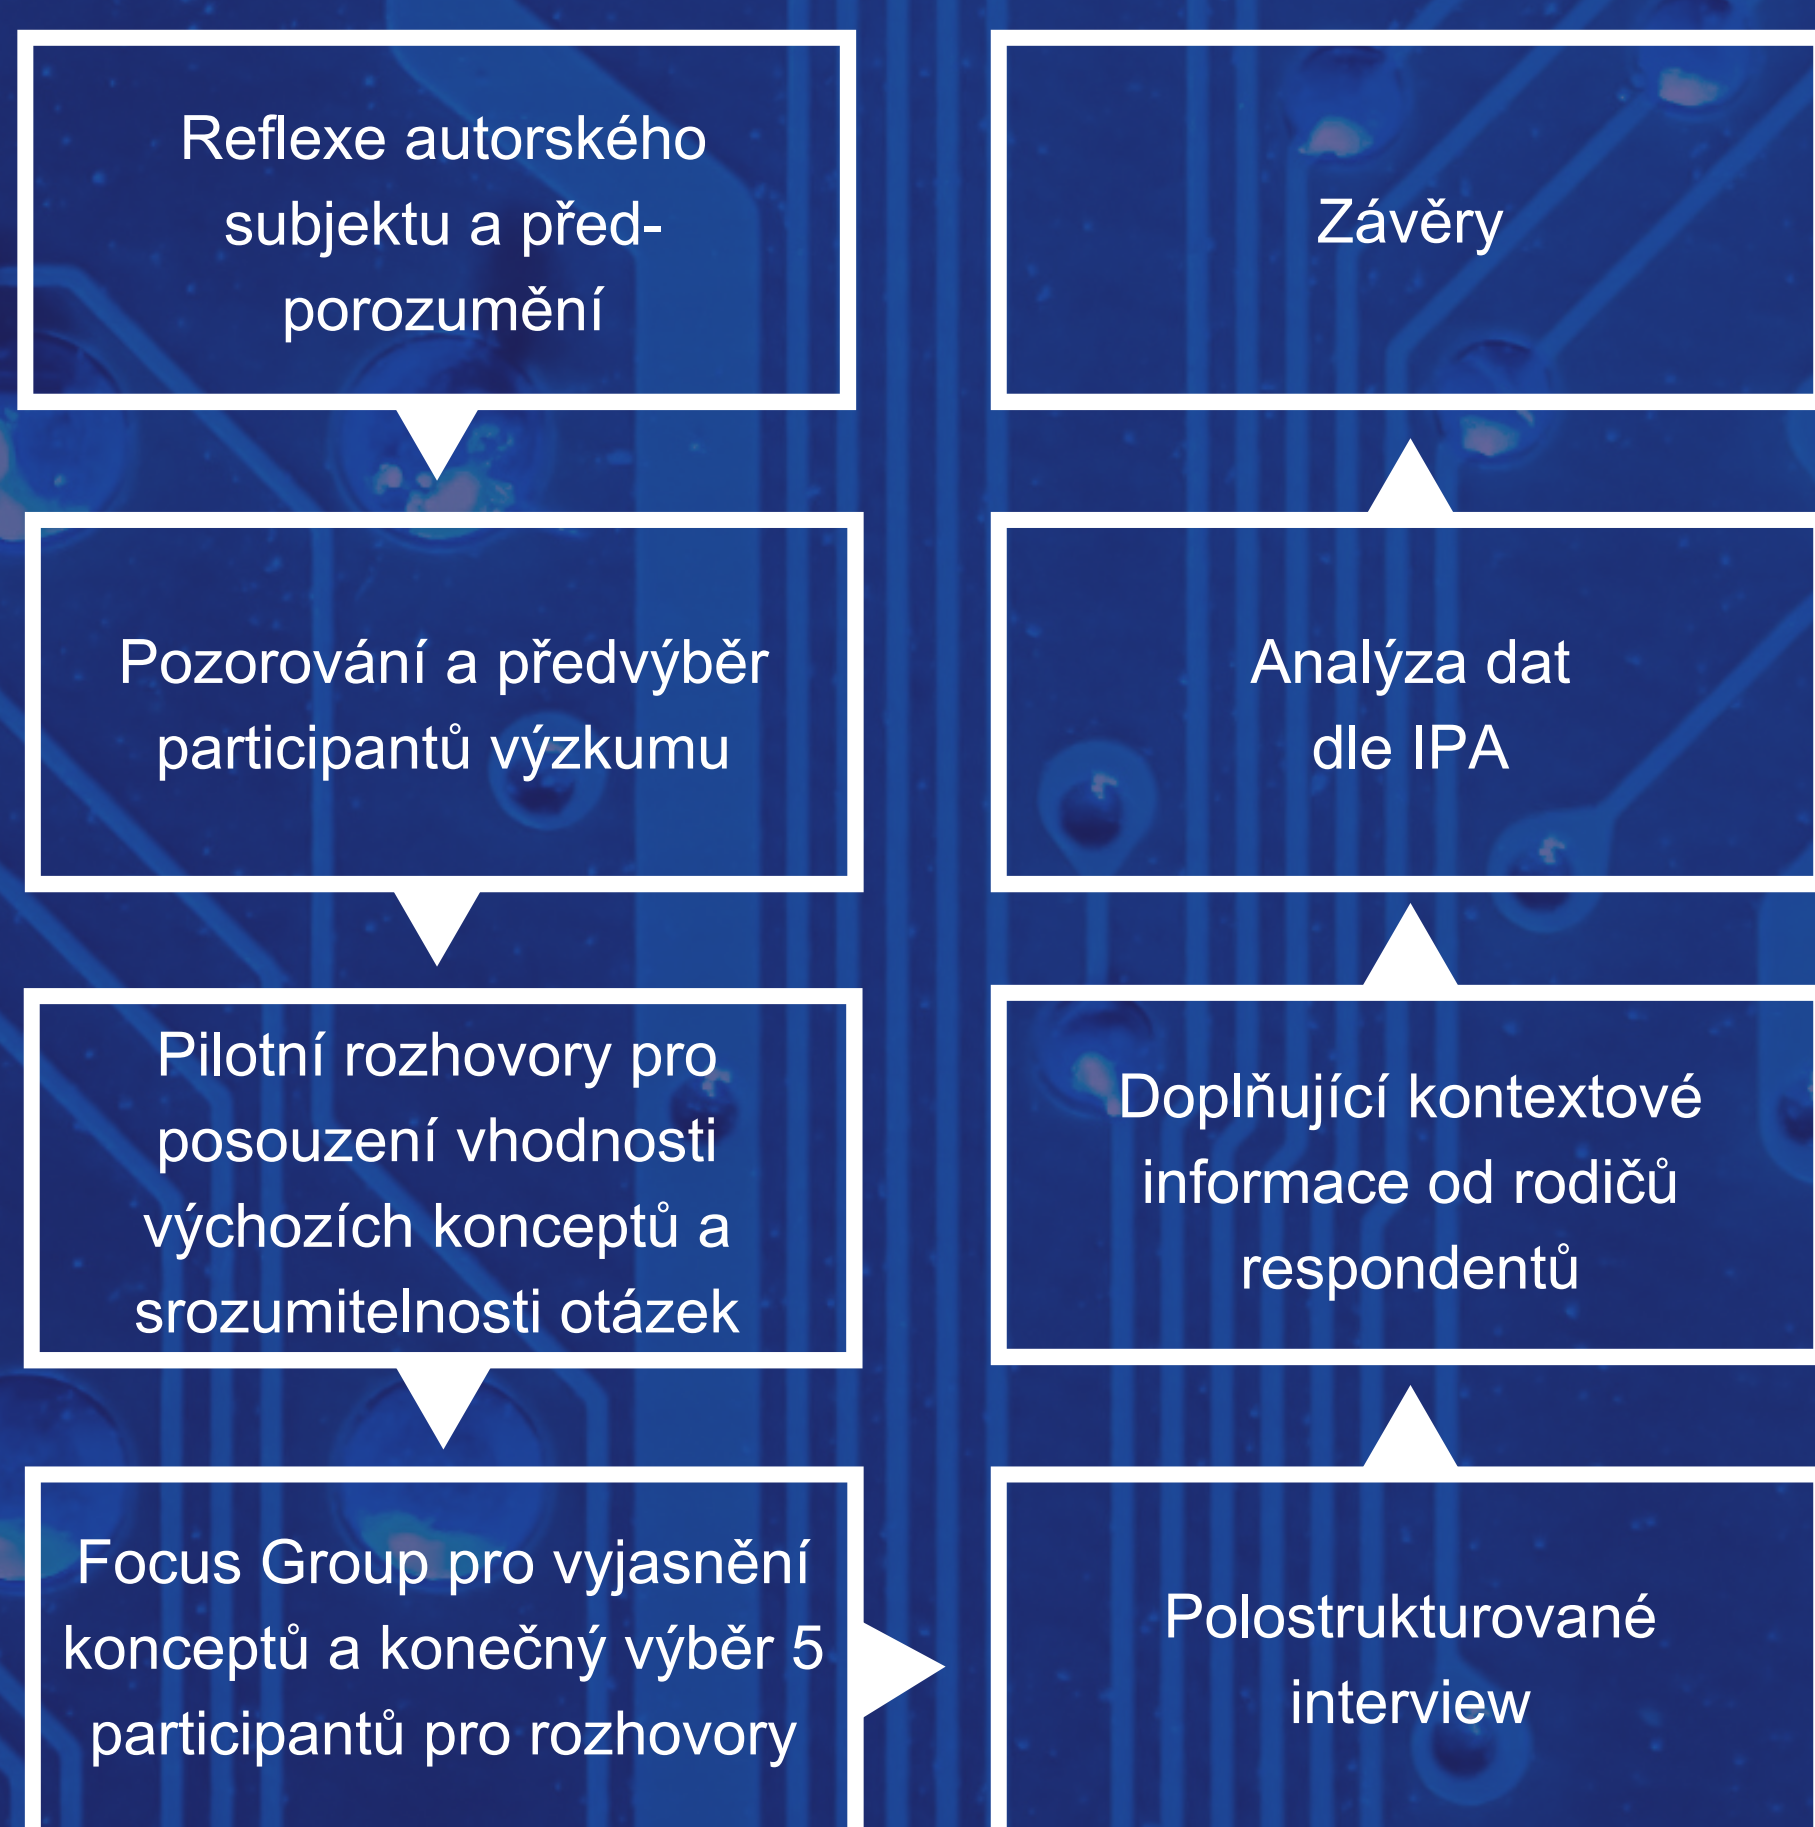 Reflexe autorského
subjektu a před-
porozumění
Pozorování a předvýběr
participantů výzkumu
Pilotní rozhovory pro
posouzení vhodnosti
výchozích konceptů a
srozumitelnosti otázek
Focus Group pro vyjasnění
konceptů a konečný výběr 5
participantů pro rozhovory
Polostrukturované
interview
Doplňující kontextové
informace od rodičů
respondentů
Analýza dat
dle IPA
Závěry